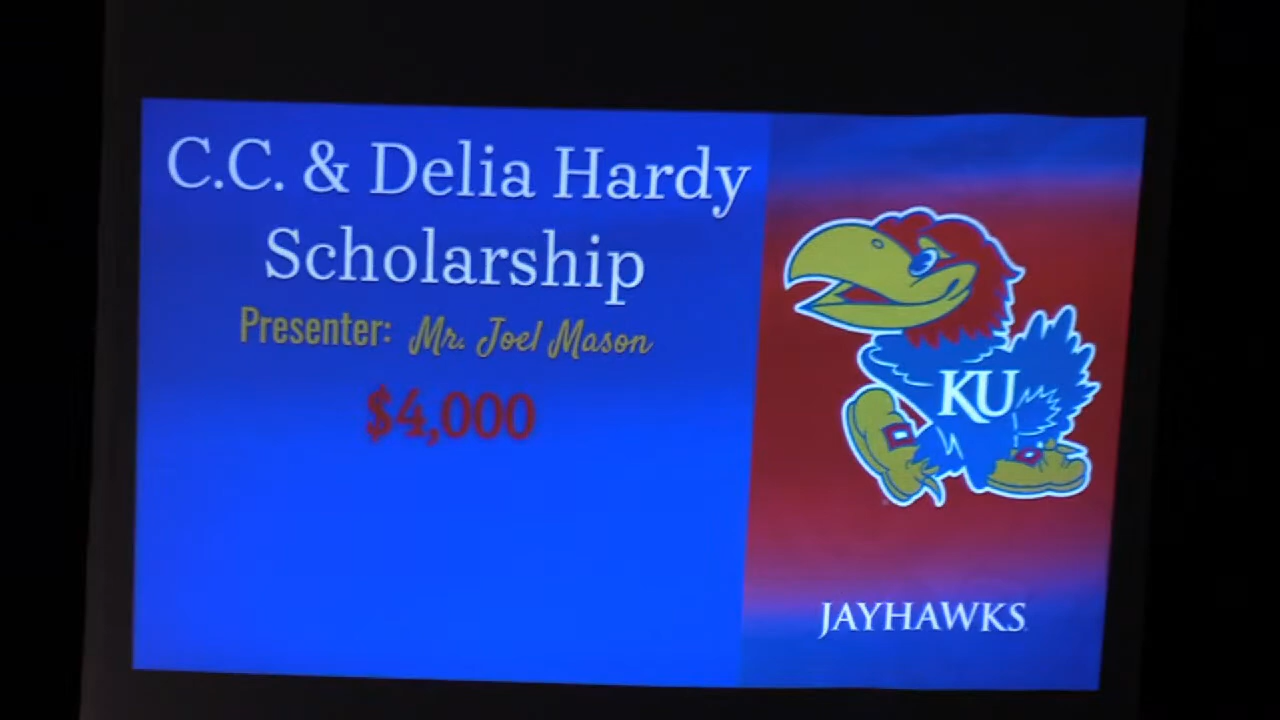 C.C. & Delia Hardy
Scholarship
Presenter: Mr. Joel Mason
$4,000
KU
JAYHAWKS